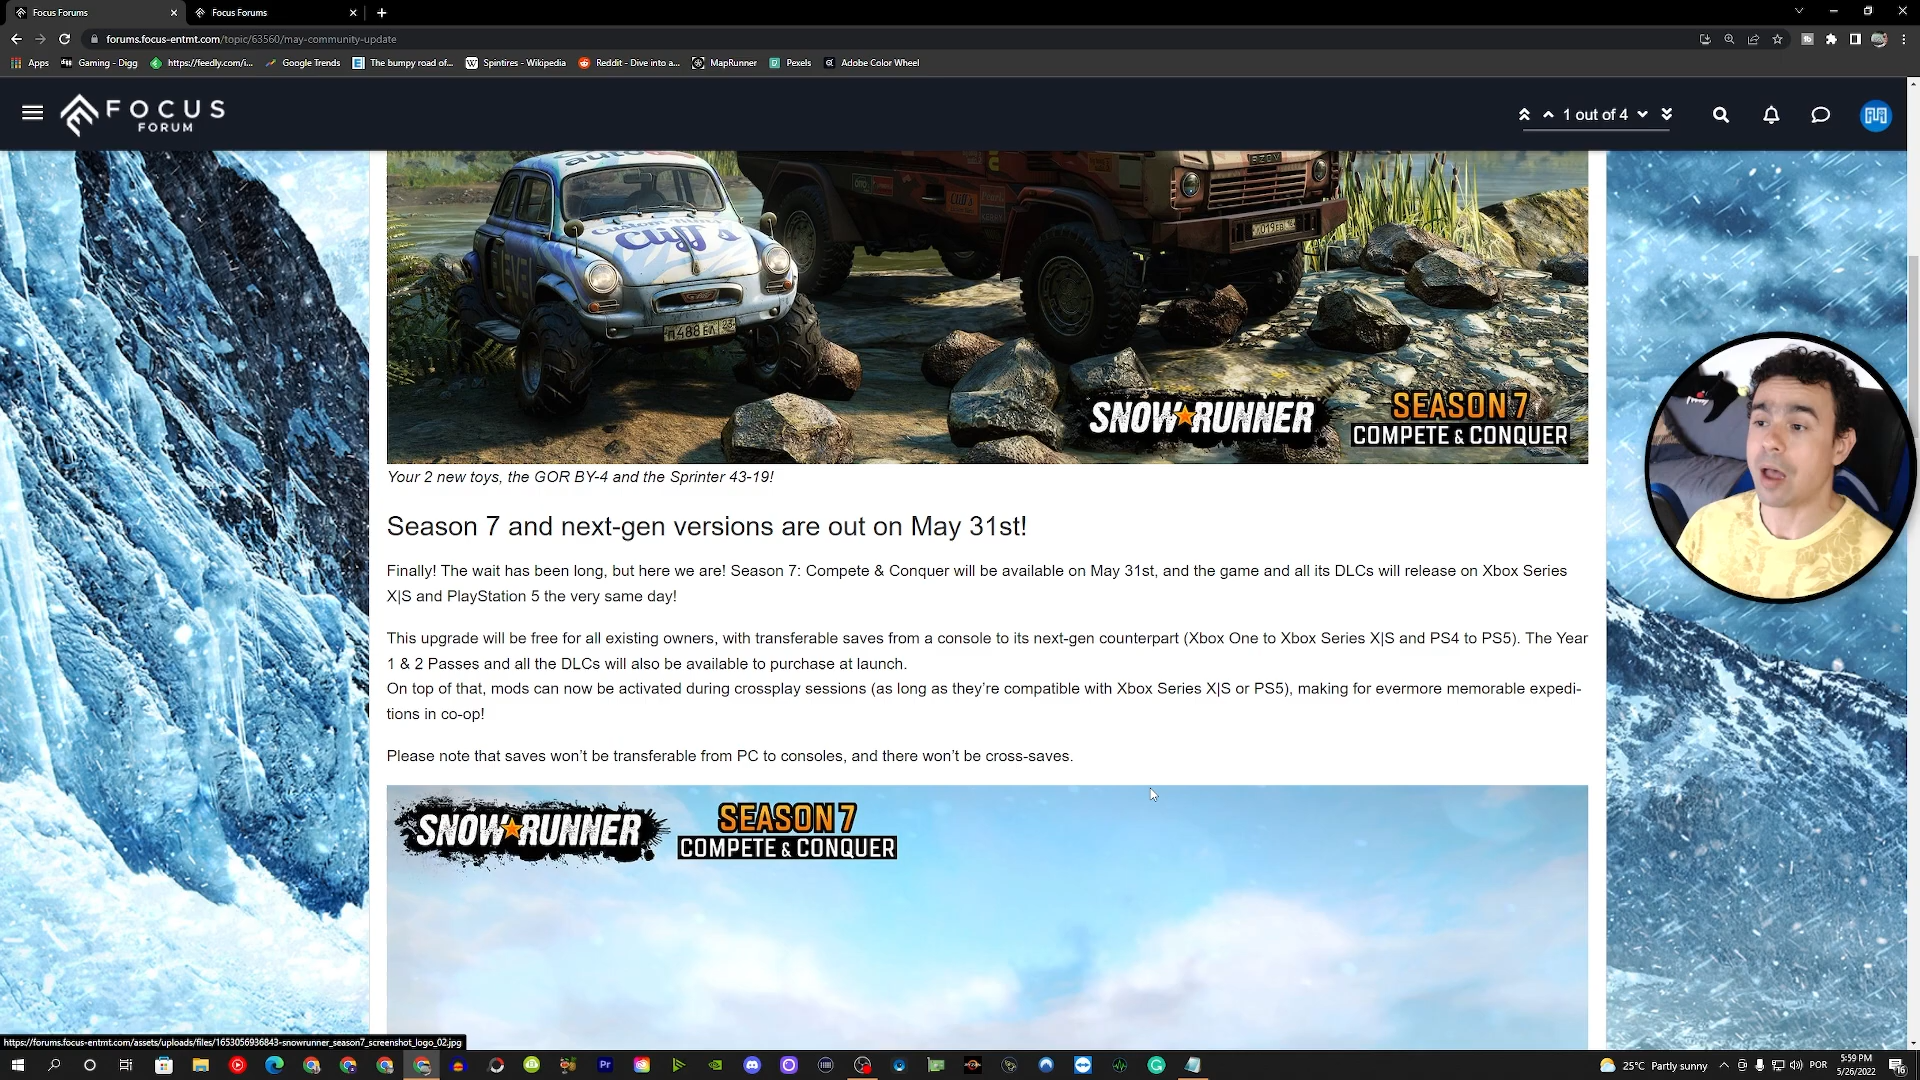 Focus Forums
Focus Forums
forums.focus-entmt.com/topic/63560/may-community-update
Apps
Gaming - Digg
https://feedly.com/i...
Google Trends
The bumpy road of...
Spintires - Wikipedia
Reddit - Dive into a...
MapRunner
Pexels
Adobe Color Wheel
FOCUS
FORUM
1 out of 4
Custom
Cliff's
п488ЕЛ
SNOWRUNNER
SEASON 7
COMPETE & CONQUER
Your 2 new toys, the GOR BY-4 and the Sprinter 43-19!
Season 7 and next-gen versions are out on May 31st!
Finally! The wait has been long, but here we are! Season 7: Compete & Conquer will be available on May 31st, and the game and all its DLCs will release on Xbox Series
X|S and PlayStation 5 the very same day!
This upgrade will be free for all existing owners, with transferable saves from a console to its next-gen counterpart (Xbox One to Xbox Series X|S and PS4 to PS5). The Year
1 & 2 Passes and all the DLCs will also be available to purchase at launch.
On top of that, mods can now be activated during crossplay sessions (as long as they're compatible with Xbox Series X|S or PS5), making for evermore memorable expedi-
tions in co-op!
Please note that saves won't be transferable from PC to consoles, and there won't be cross-saves.
SNOWRUNNER
SEASON 7
COMPETE & CONQUER
https://forums.focus-entmt.com/assets/uploads/files/1653056936843-snowrunner_season7_screenshot_logo_02.jpg
25°C Partly sunny
POR
5:59 PM
5/26/2022
16